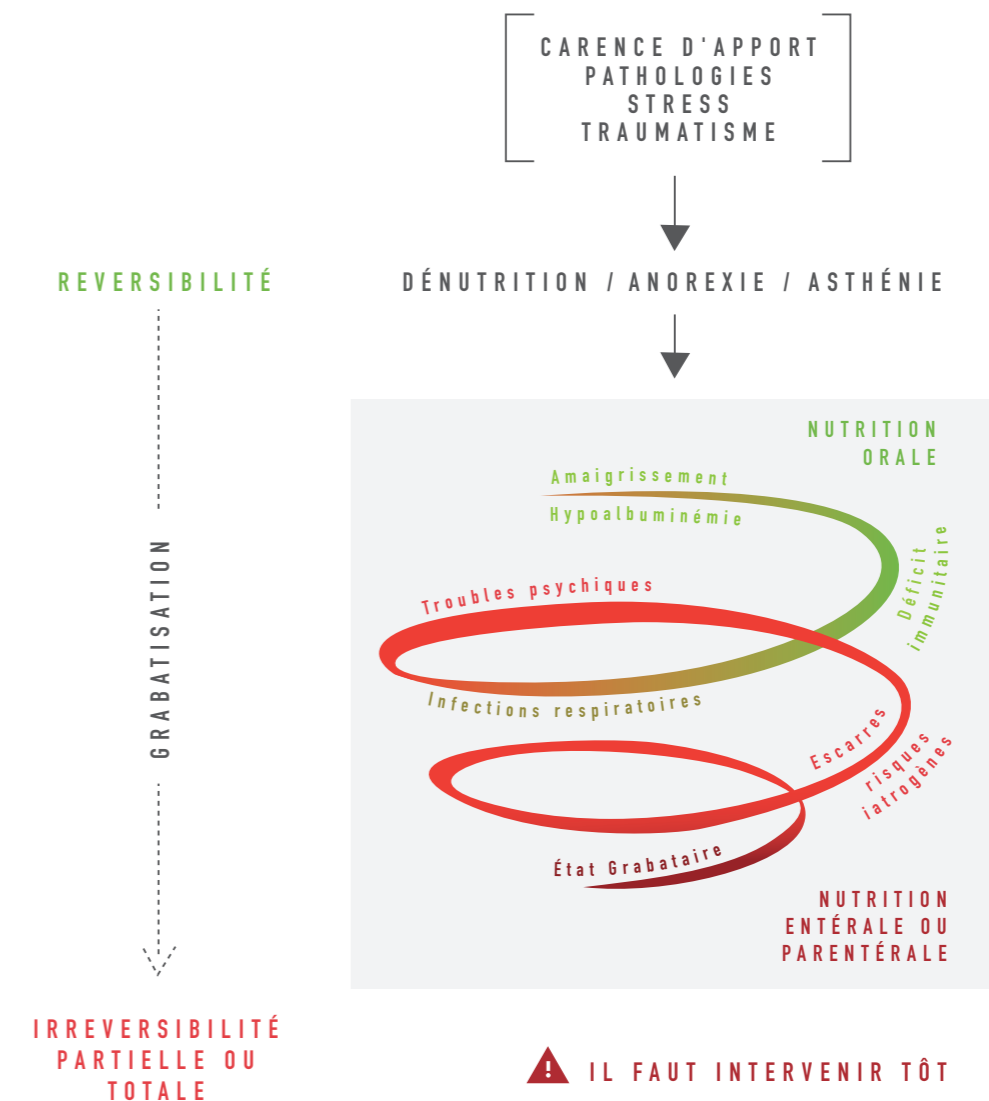 CARENCE D'APPORT
PATHOLOGIES
STRESS
TRAUMATISME
REVERSIBILITÉ
DÉNUTRITION / ANOREXIE / ASTHÉNIE
GRABATISATION
NUTRITION
ORALE
Amaigrissement
Hypoalbuminémie
Déficit
immunitaire
Troubles psychiques
Infections respiratoires
Escarres
risques
iatrogènes
État Grabataire
NUTRITION
ENTÉRALE OU
PARENTÉRALE
IRREVERSIBILITÉ
PARTIELLE OU
TOTALE
! IL FAUT INTERVENIR TÔT